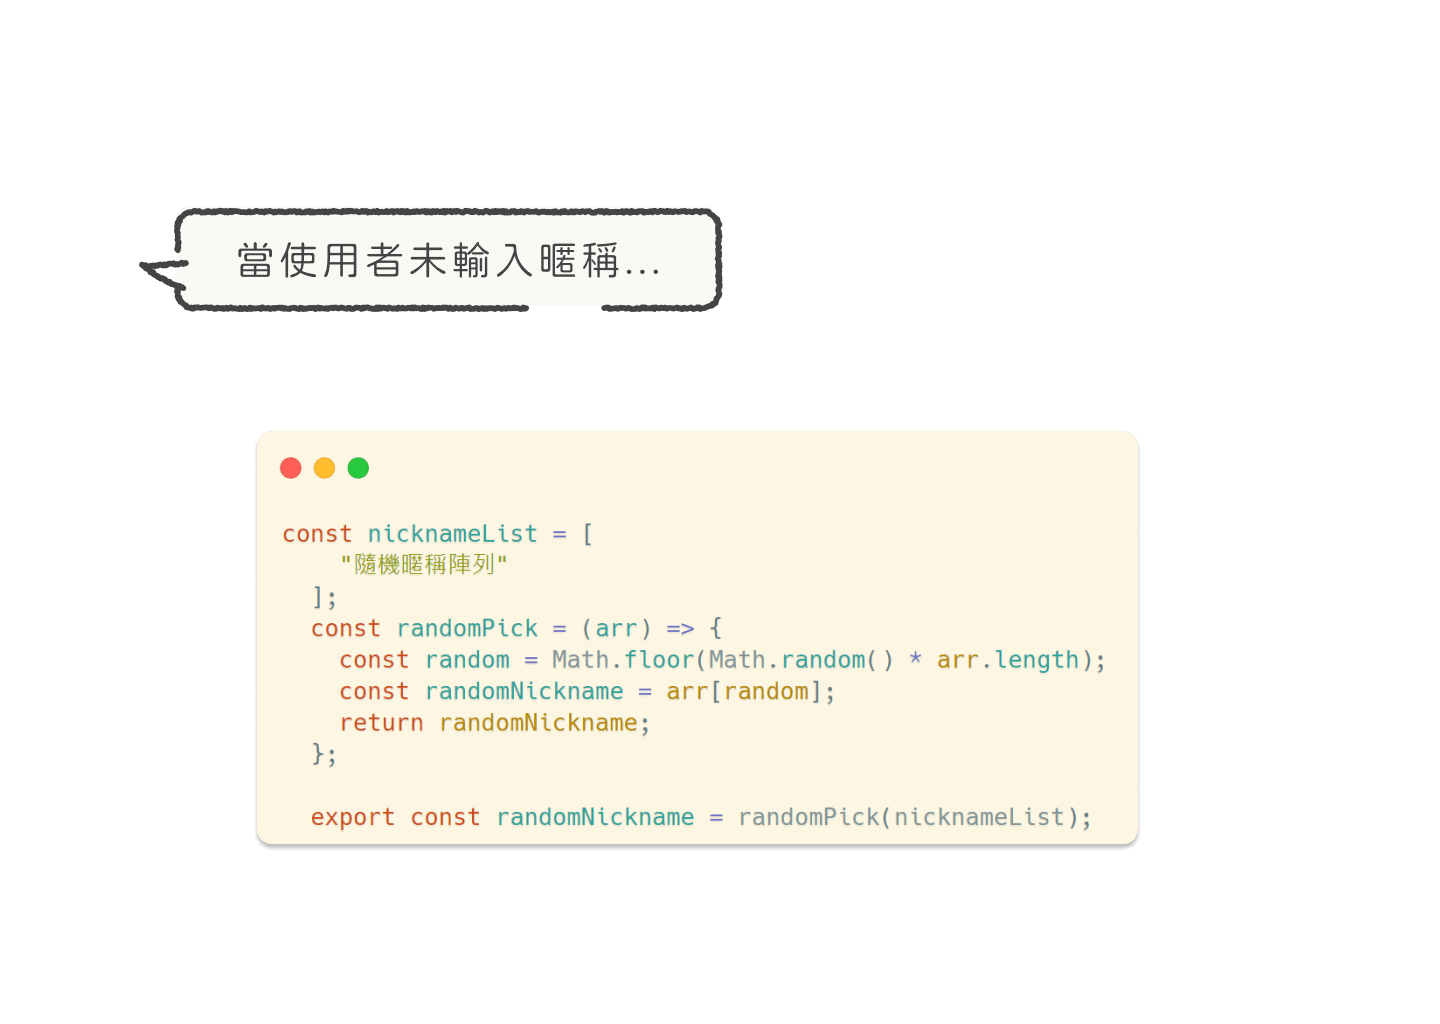 當使用者未輸入暱稱...
const nicknameList = [
    "隨機暱稱陣列"
  ];
  const randomPick = (arr) => {
    const random = Math.floor(Math.random() * arr.length);
    const randomNickname = arr[random];
    return randomNickname;
  };
  export const randomNickname = randomPick(nicknameList);